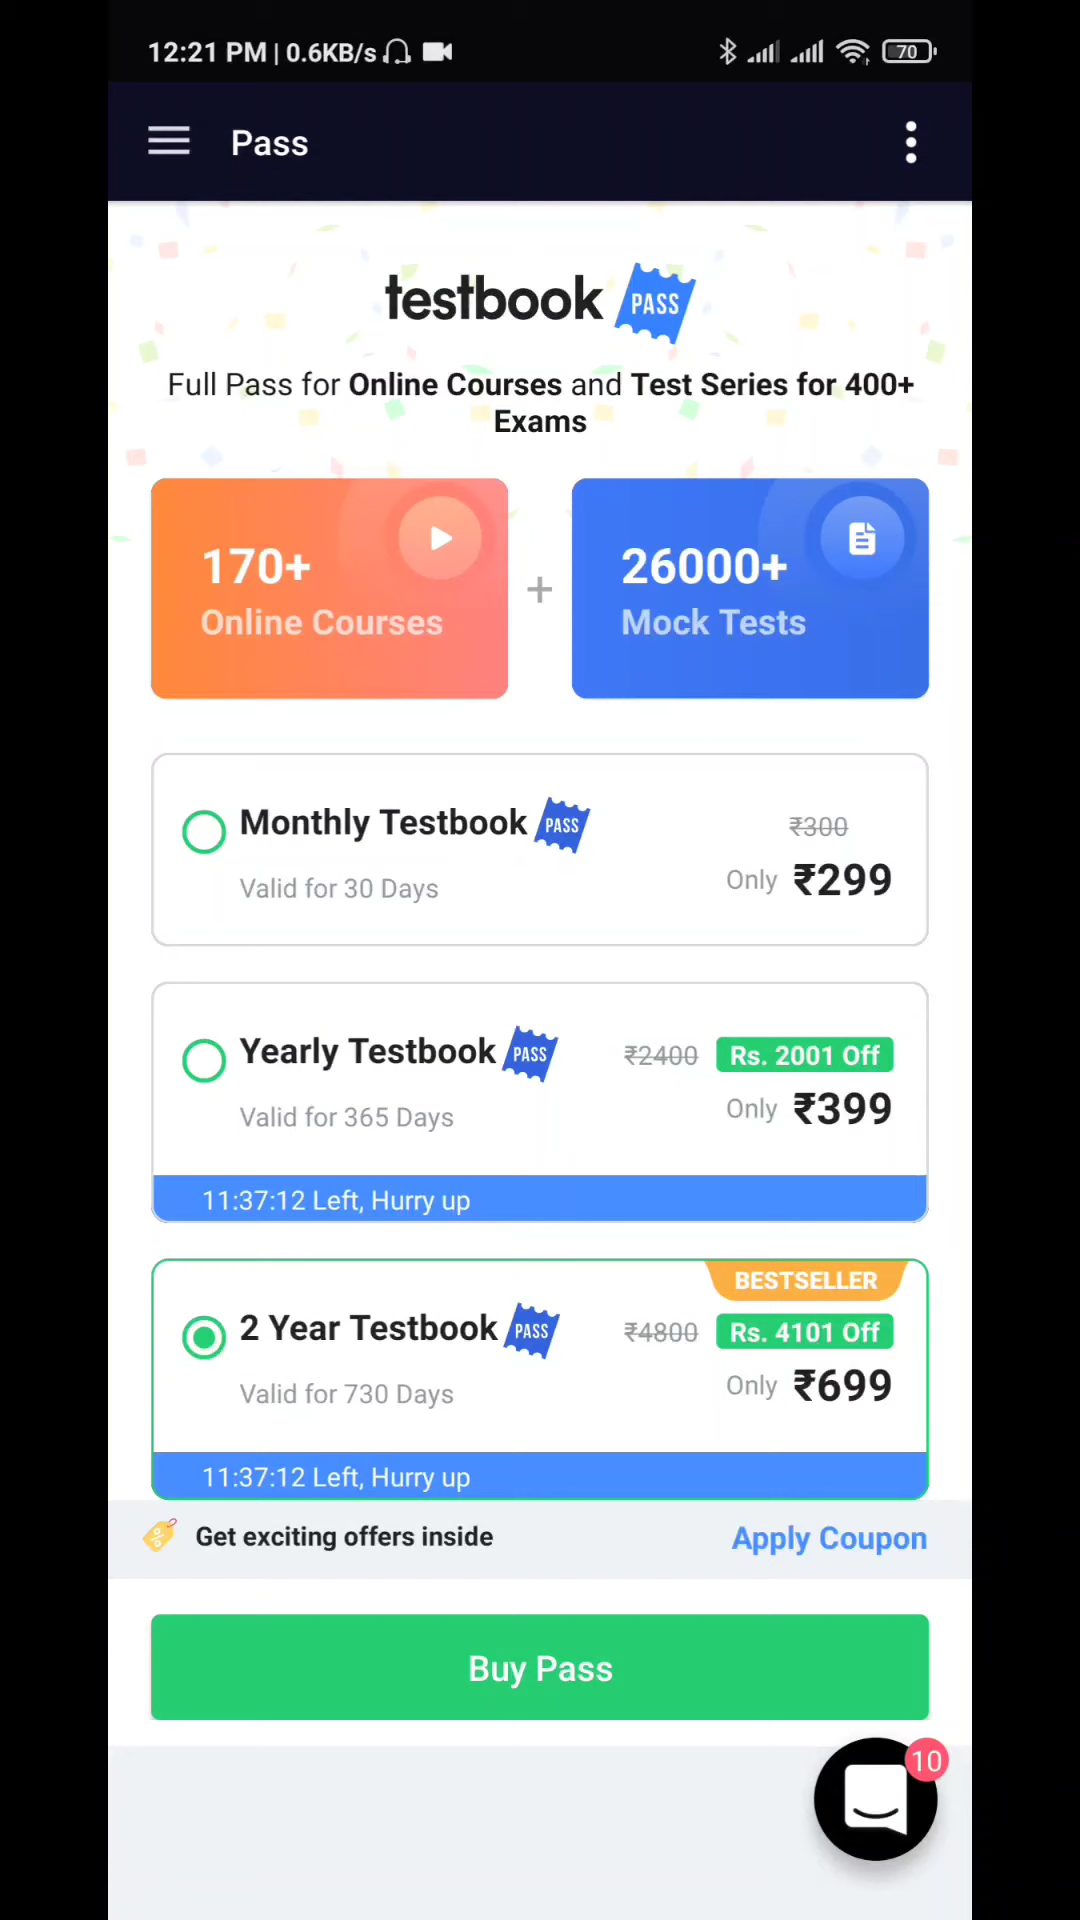 12:21 PM | 0.6KB/s
70
Pass
testbook PASS
Full Pass for Online Courses and Test Series for 400+
Exams
170+
Online Courses
+
26000+
Mock Tests
Monthly Testbook PASS
₹300
Valid for 30 Days
Only ₹299
Yearly Testbook PASS
₹2400 Rs. 2001 Off
Valid for 365 Days
Only ₹399
11:37:12 Left, Hurry up
BESTSELLER
2 Year Testbook PASS
₹4800 Rs. 4101 Off
Valid for 730 Days
Only ₹699
11:37:12 Left, Hurry up
% Get exciting offers inside
Apply Coupon
Buy Pass
10